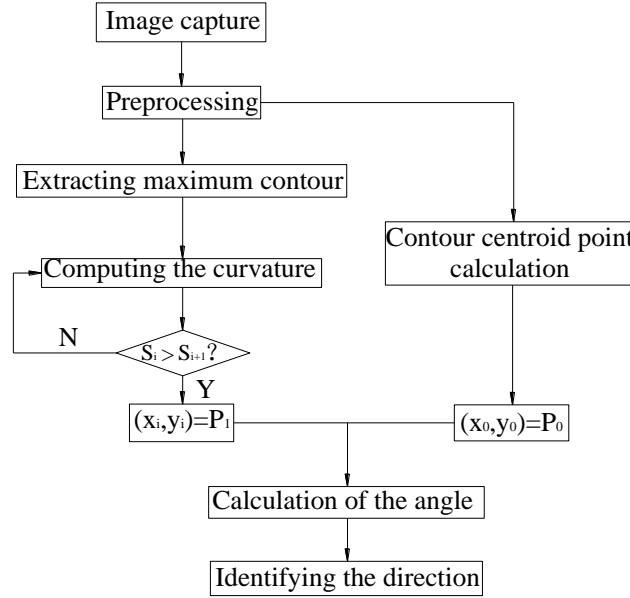 Image capture
Preprocessing
Extracting maximum contour
Contour centroid point
calculation
Computing the curvature
N
Sᵢ > Sᵢ₊₁?
Y
(xᵢ,yᵢ)=P₁
(x₀,y₀)=P₀
Calculation of the angle
Identifying the direction